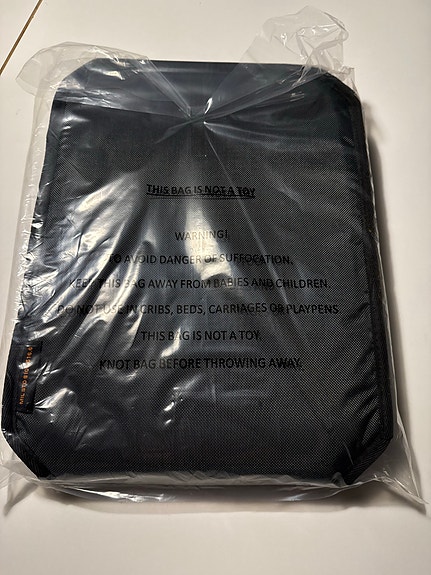 THIS BAG IS NOT A TOY
WARNING!,
TO AVOID DANGER OF SUFFOCATION.
KEEP THIS BAG AWAY FROM BABIES AND CHILDREN.
DO NOT USE IN CRIBS, BEDS, CARRIAGES OR PLAYPENS.
THIS BAG IS NOT A TOY.
KNOT BAG BEFORE THROWING AWAY.